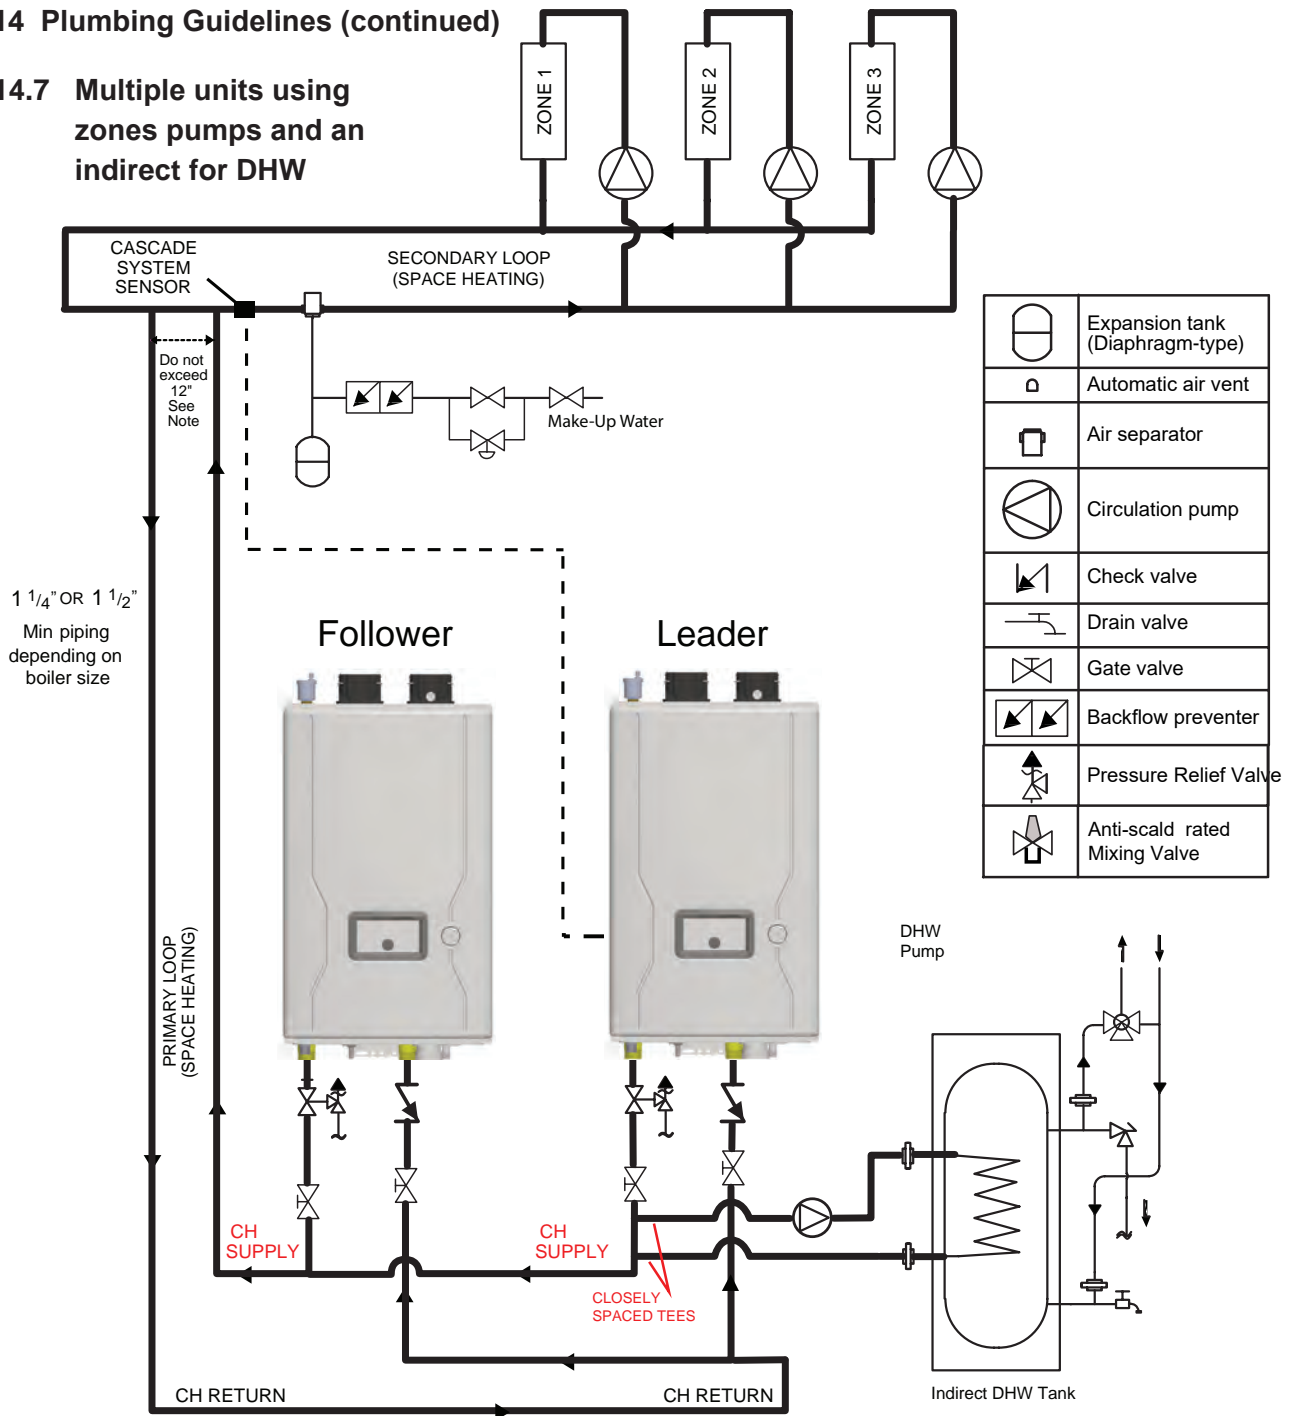 14 Plumbing Guidelines (continued)
14.7 Multiple units using
zones pumps and an
indirect for DHW
ZONE 1
ZONE 2
ZONE 3
CASCADE
SYSTEM
SENSOR
SECONDARY LOOP
(SPACE HEATING)
Do not
exceed
12"
See
Note
Make-Up Water
Expansion tank
(Diaphragm-type)
Automatic air vent
Air separator
Circulation pump
Check valve
Drain valve
Gate valve
Backflow preventer
Pressure Relief Valve
Anti-scald rated
Mixing Valve
1 1/4" OR 1 1/2"
Min piping
depending on
boiler size
Follower
Leader
PRIMARY LOOP
(SPACE HEATING)
DHW
Pump
CH
SUPPLY
CH
SUPPLY
CLOSELY
SPACED TEES
CH RETURN
CH RETURN
Indirect DHW Tank